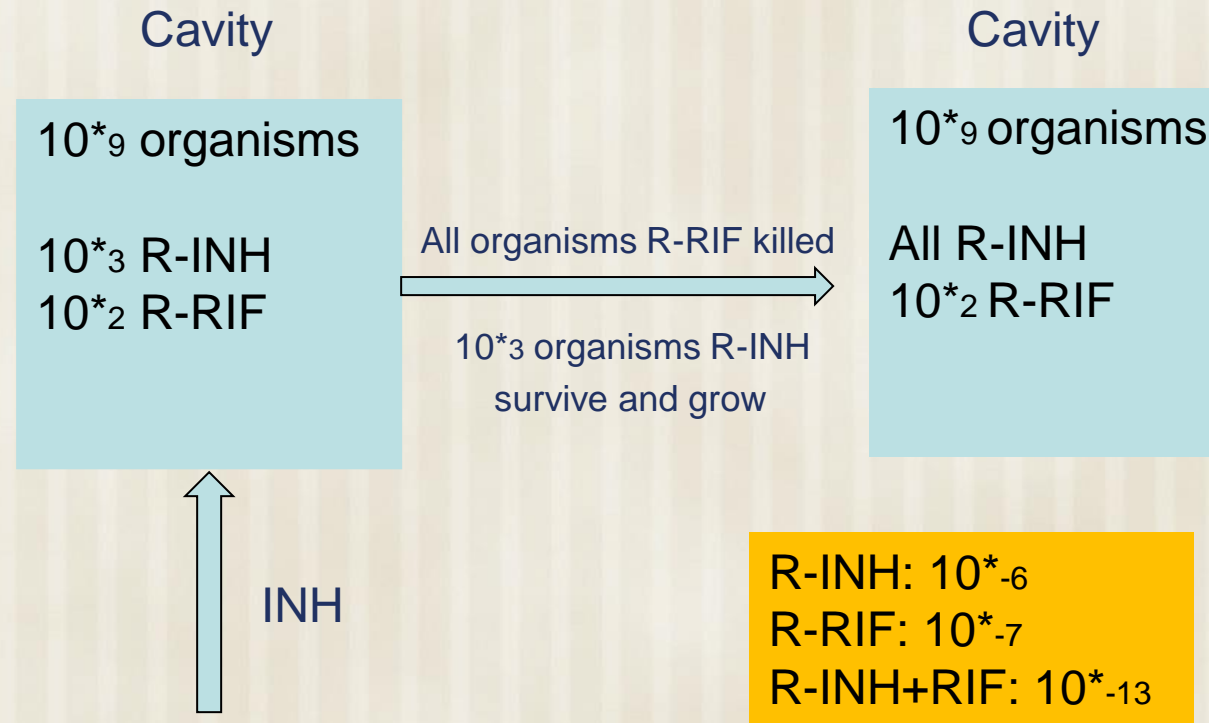 Cavity
10*9 organisms
10*3 R-INH
10*2 R-RIF
All organisms R-RIF killed
10*3 organisms R-INH
survive and grow
Cavity
10*9 organisms
All R-INH
10*2 R-RIF
INH
R-INH: 10*-6
R-RIF: 10*-7
R-INH+RIF: 10*-13